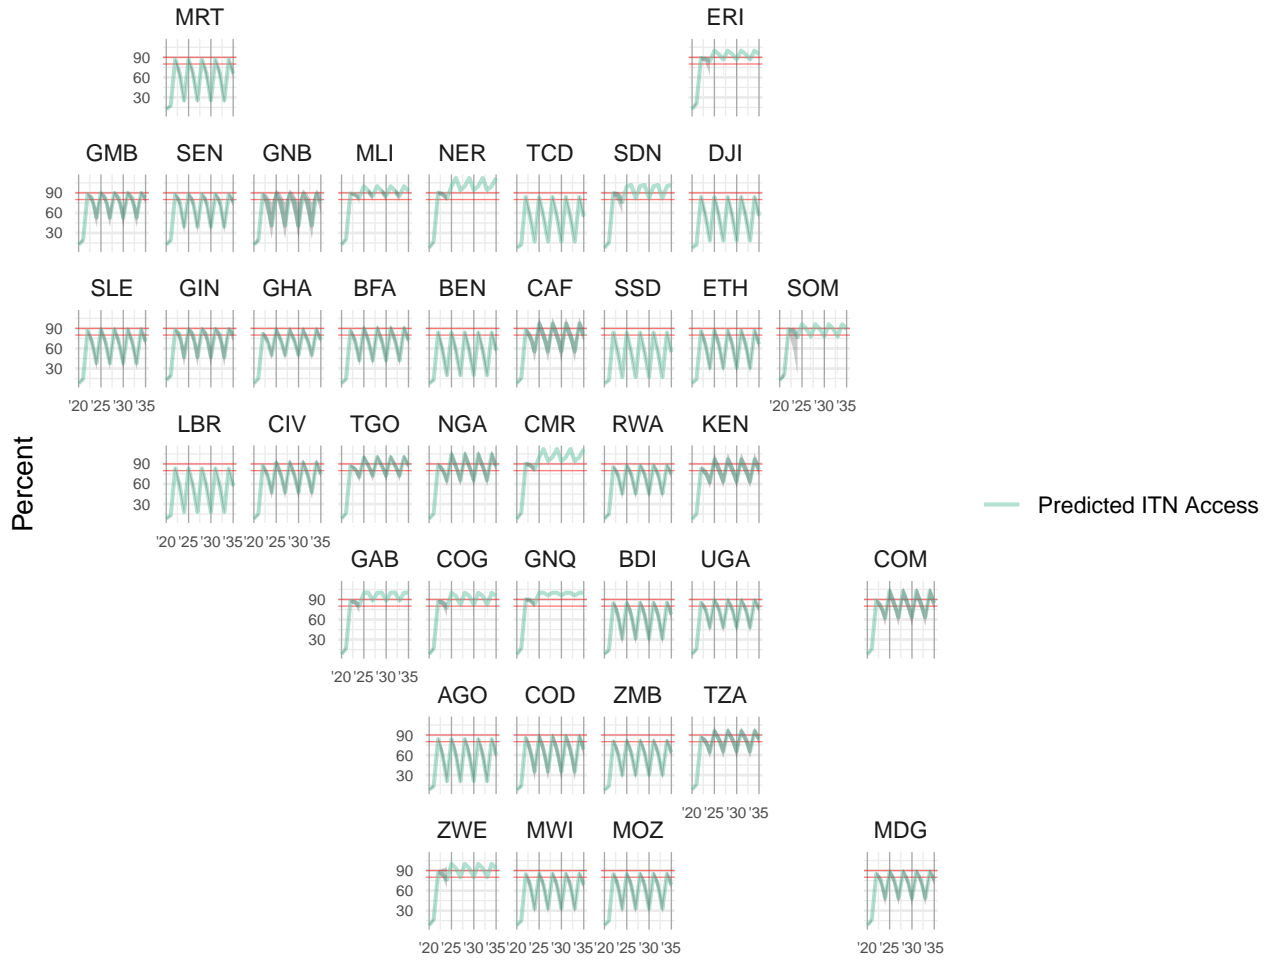 MRT ERI
90
60
30
GMB SEN GNB MLI NER TCD SDN DJI
90
60
30
SLE GIN GHA BFA BEN CAF SSD ETH SOM
90
60
30
'20 '25 '30 '35 '20 '25 '30 '35
LBR CIV TGO NGA CMR RWA KEN
90
60
30
'20 '25 '30 '35 '20 '25 '30 '35
Percent
Predicted ITN Access
GAB COG GNQ BDI UGA COM
90
60
30
'20 '25 '30 '35
AGO COD ZMB TZA
90
60
30
'20 '25 '30 '35
ZWE MWI MOZ MDG
90
60
30
'20 '25 '30 '35 '20 '25 '30 '35 '20 '25 '30 '35 '20 '25 '30 '35